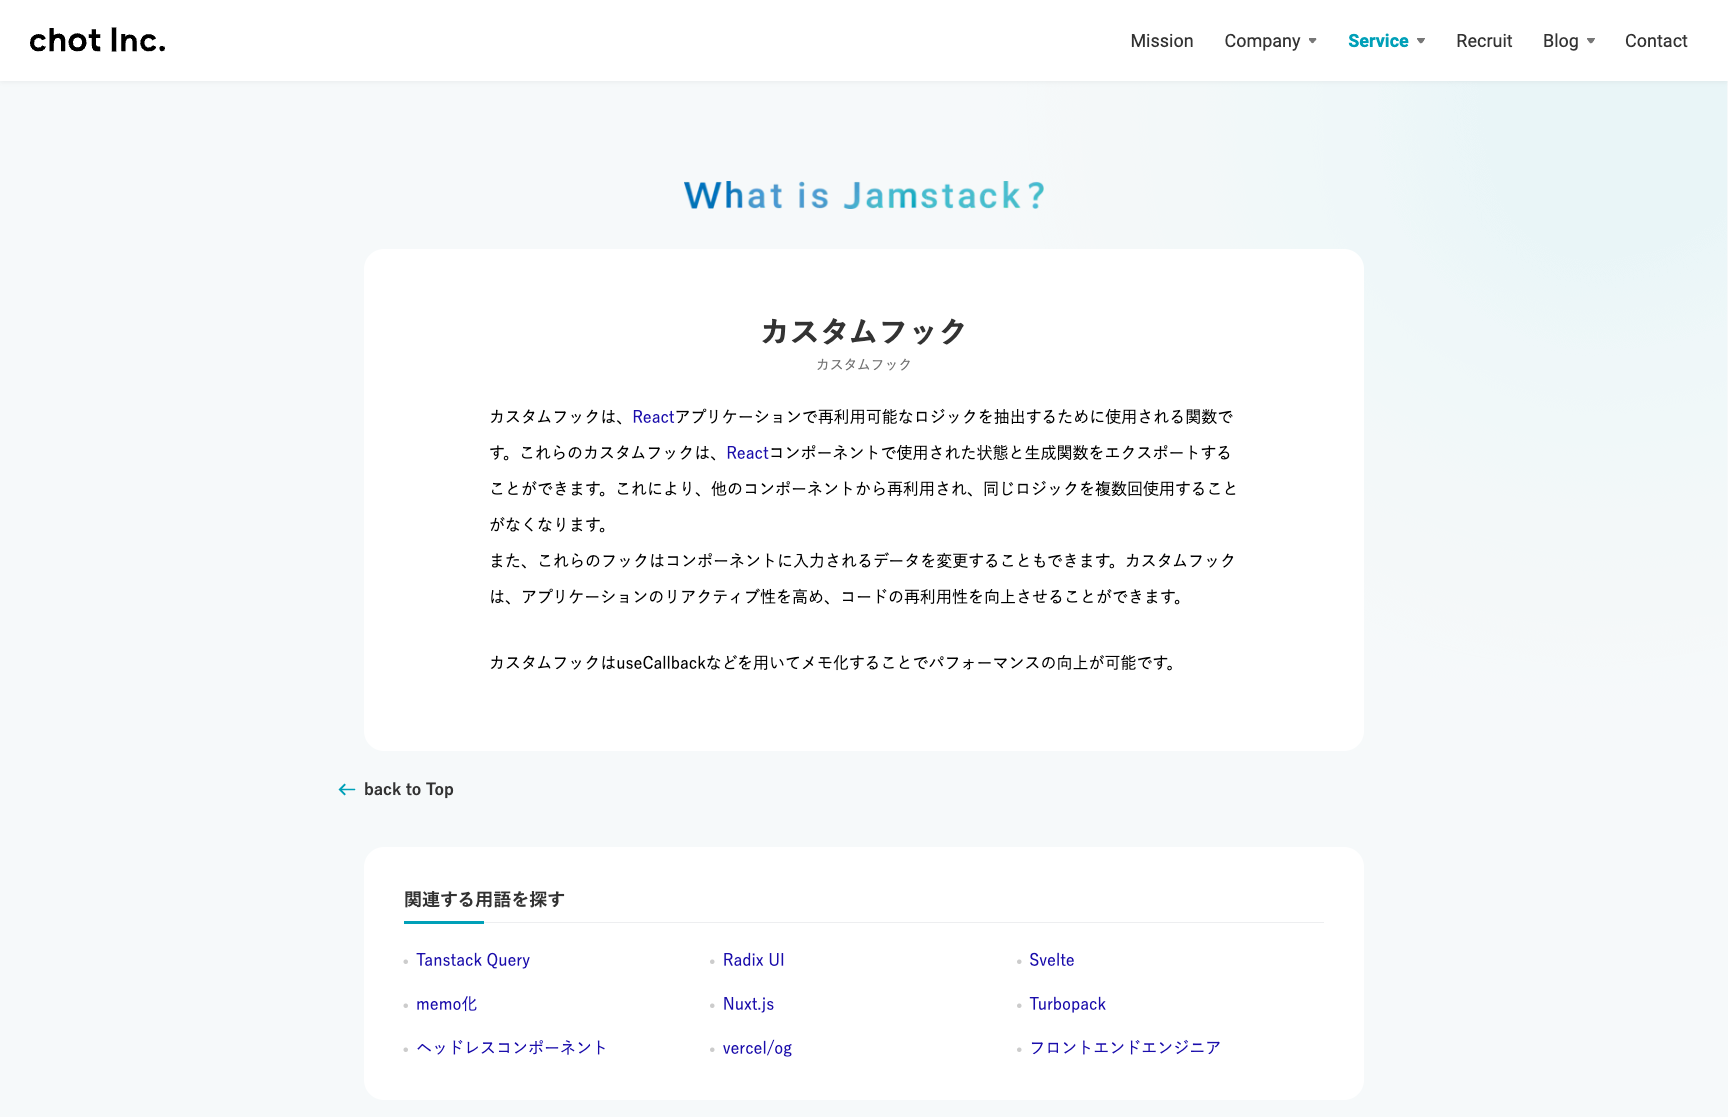 chot Inc.
Mission
Company
Service
Recruit
Blog
Contact
What is Jamstack?
カスタムフック
カスタムフック
カスタムフックは、Reactアプリケーションで再利用可能なロジックを抽出するために使用される関数で
す。これらのカスタムフックは、Reactコンポーネントで使用された状態と生成関数をエクスポートする
ことができます。これにより、他のコンポーネントから再利用され、同じロジックを複数回使用すること
がなくなります。
また、これらのフックはコンポーネントに入力されるデータを変更することもできます。カスタムフック
は、アプリケーションのリアクティブ性を高め、コードの再利用性を向上させることができます。
カスタムフックはuseCallbackなどを用いてメモ化することでパフォーマンスの向上が可能です。
back to Top
関連する用語を探す
Tanstack Query
Radix UI
Svelte
memo化
Nuxt.js
Turbopack
ヘッドレスコンポーネント
vercel/og
フロントエンドエンジニア